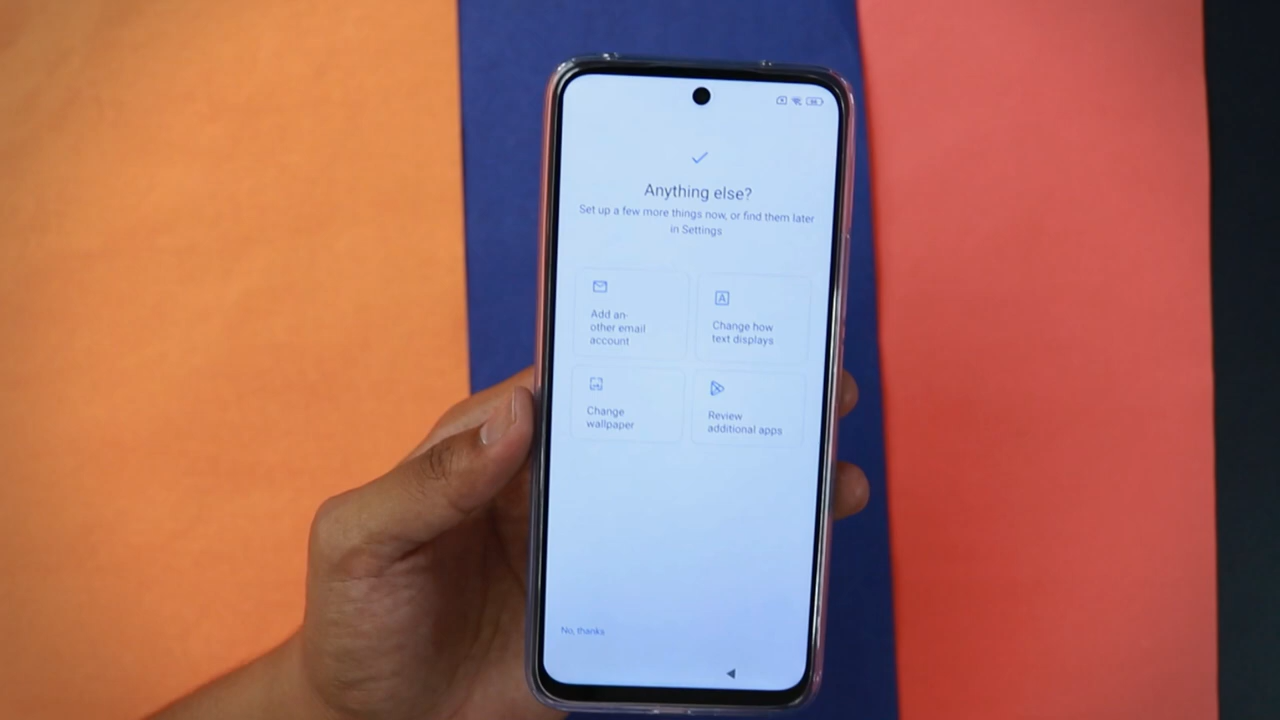 Anything else?
Set up a few more things now, or find them later
in Settings
Add an-
other email
account
Change how
text displays
Change
wallpaper
Review
additional apps
No, thanks